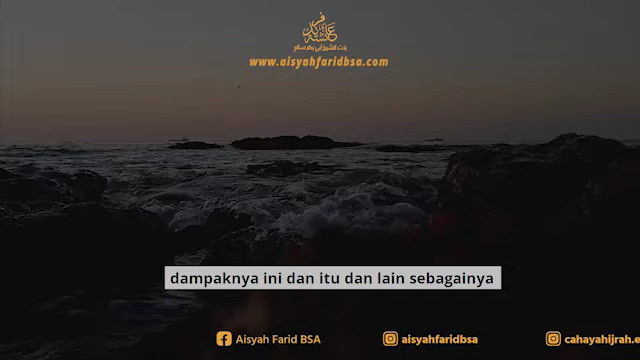 www.aisyahfaridbsa.com
dampaknya ini dan itu dan lain sebagainya
Aisyah Farid BSA
aisyahfaridbsa
cahayahijrah.e